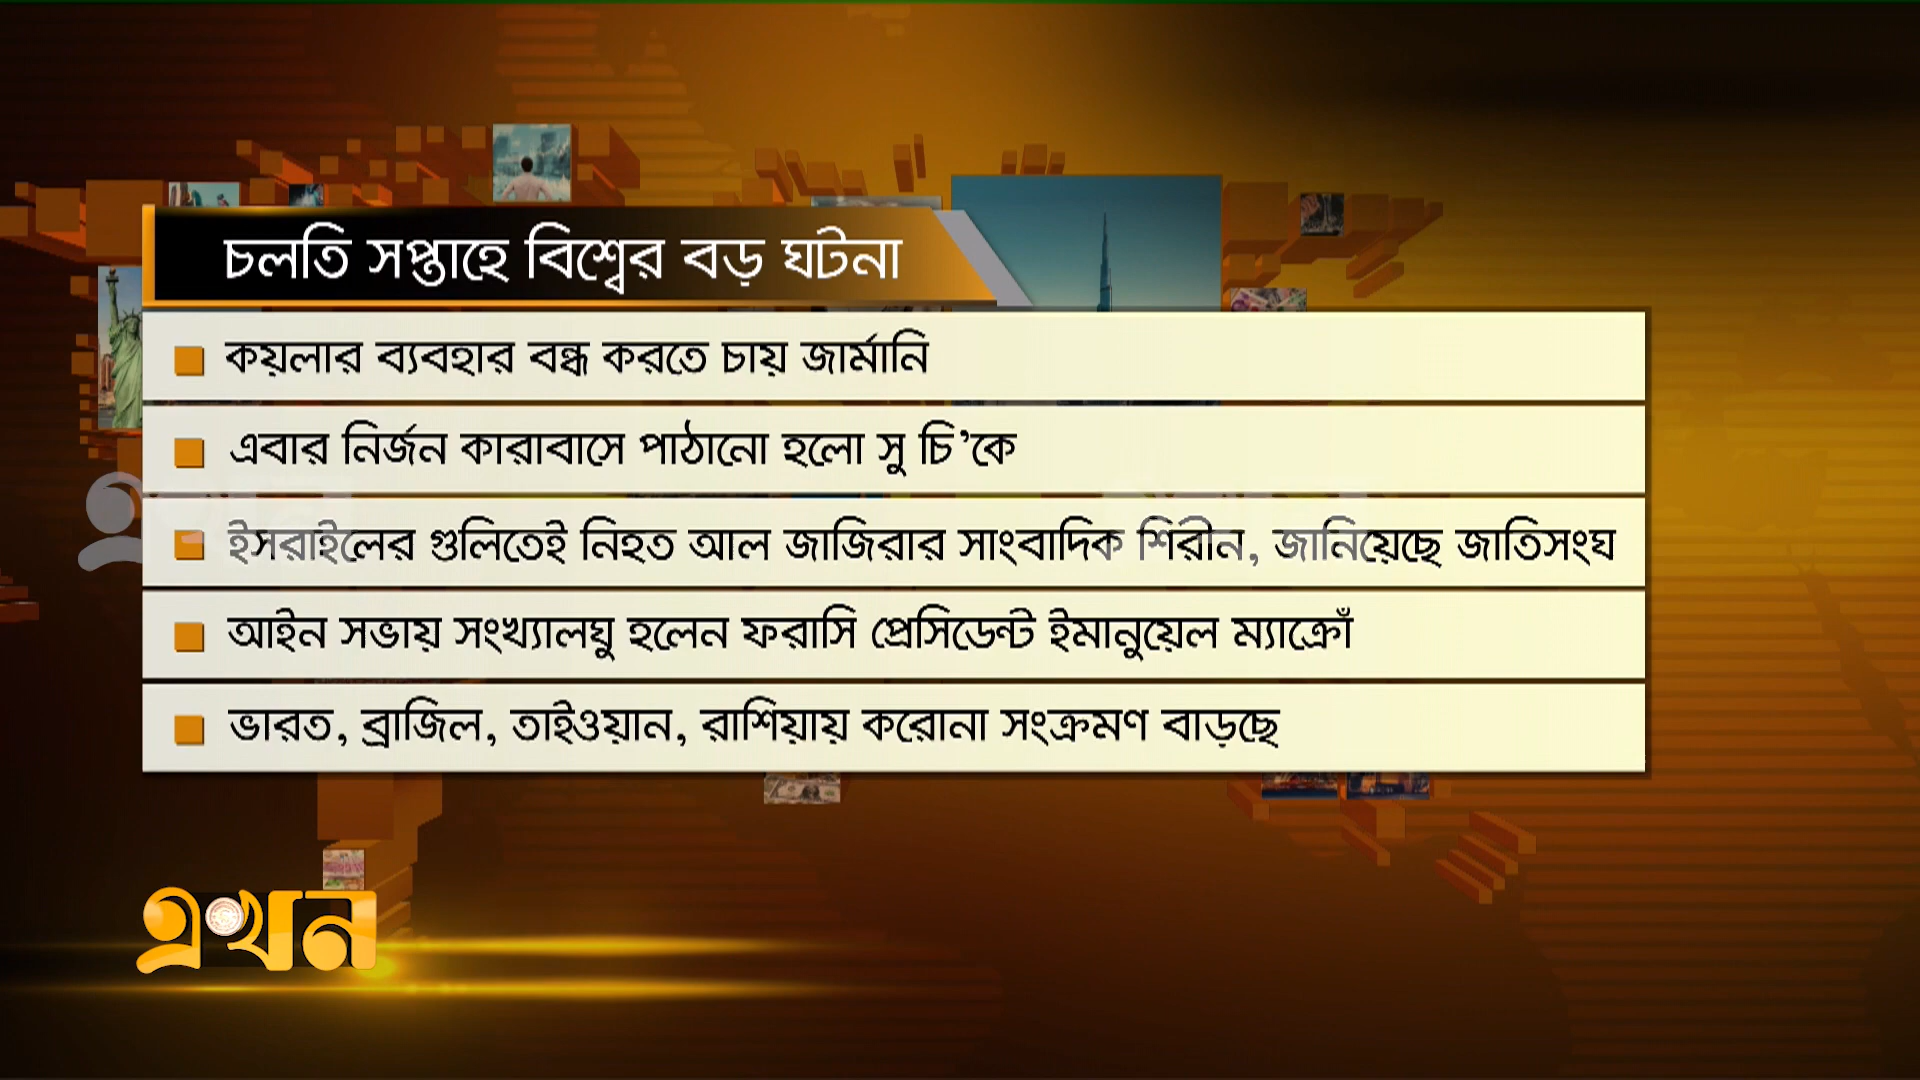 চলতি সপ্তাহে বিশ্বের বড় ঘটনা
কয়লার ব্যবহার বন্ধ করতে চায় জার্মানি
এবার নির্জন কারাবাসে পাঠানো হলো সু চি’কে
ইসরাইলের গুলিতেই নিহত আল জাজিরার সাংবাদিক শিরীন, জানিয়েছে জাতিসংঘ
আইন সভায় সংখ্যালঘু হলেন ফরাসি প্রেসিডেন্ট ইমানুয়েল ম্যাক্রোঁ
ভারত, ব্রাজিল, তাইওয়ান, রাশিয়ায় করোনা সংক্রমণ বাড়ছে
এখন